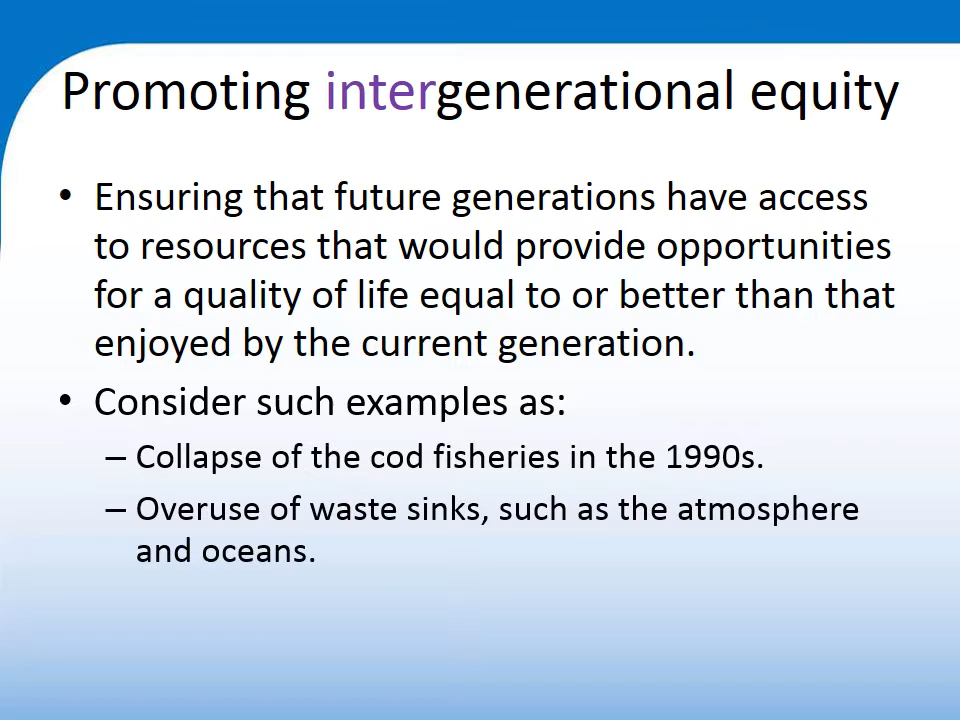 Promoting intergenerational equity
• Ensuring that future generations have access
to resources that would provide opportunities
for a quality of life equal to or better than that
enjoyed by the current generation.
• Consider such examples as:
– Collapse of the cod fisheries in the 1990s.
– Overuse of waste sinks, such as the atmosphere
and oceans.